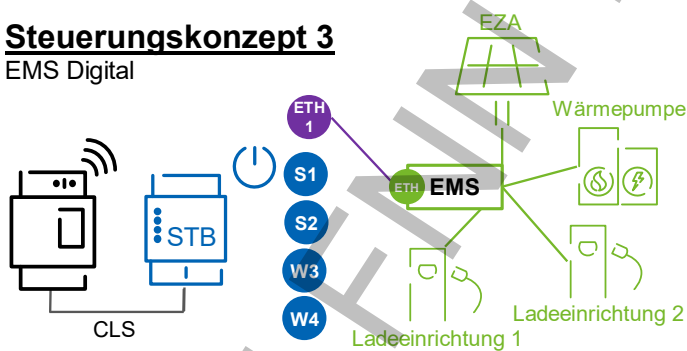 Steuerungskonzept 3
EMS Digital
EZA
ETH
1
Wärmepumpe
S1
ETH
EMS
S2
STB
W3
W4
CLS
Ladeeinrichtung 2
Ladeeinrichtung 1